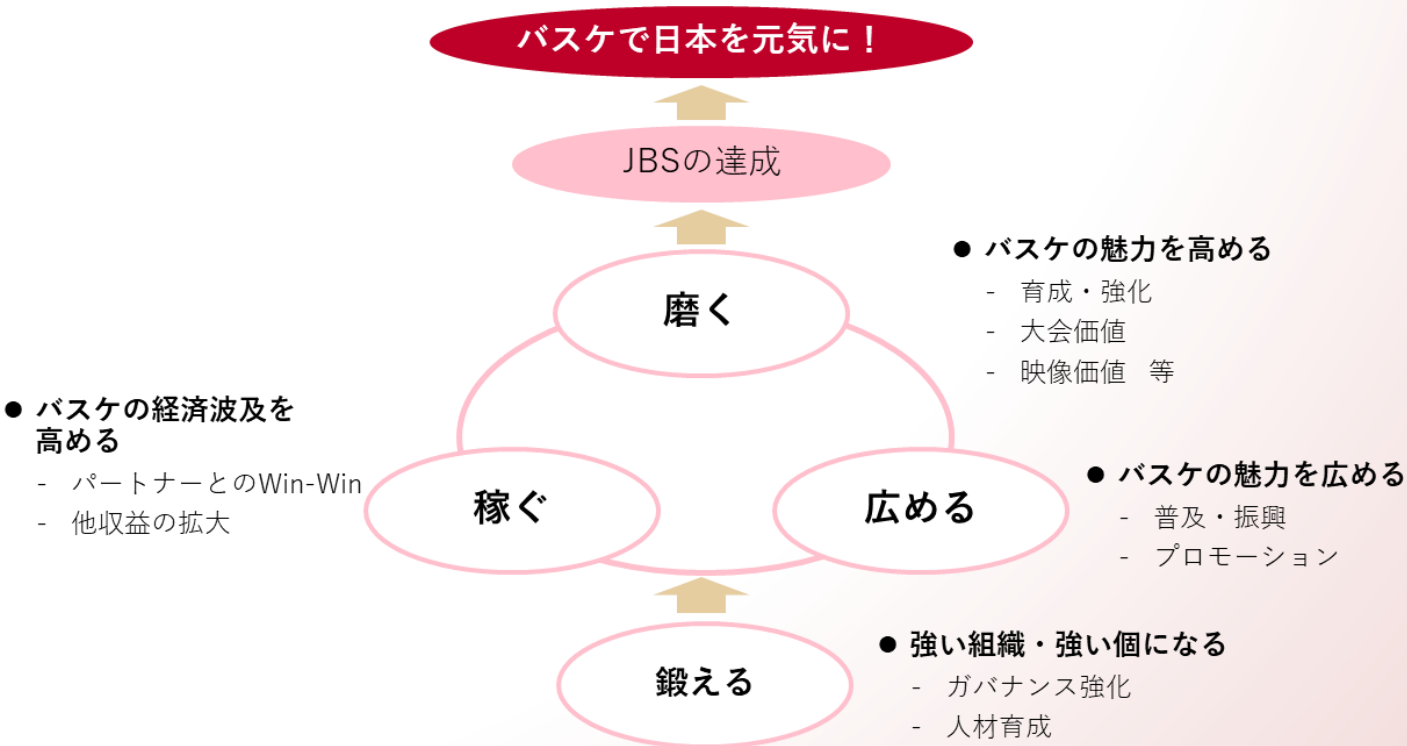 バスケで日本を元気に!
JBSの達成
磨く
● バスケの魅力を高める
- 育成・強化
- 大会価値
- 映像価値 等
● バスケの経済波及を
高める
- パートナーとのWin-Win
- 他収益の拡大
稼ぐ
広める
● バスケの魅力を広める
- 普及・振興
- プロモーション
鍛える
● 強い組織・強い個になる
- ガバナンス強化
- 人材育成